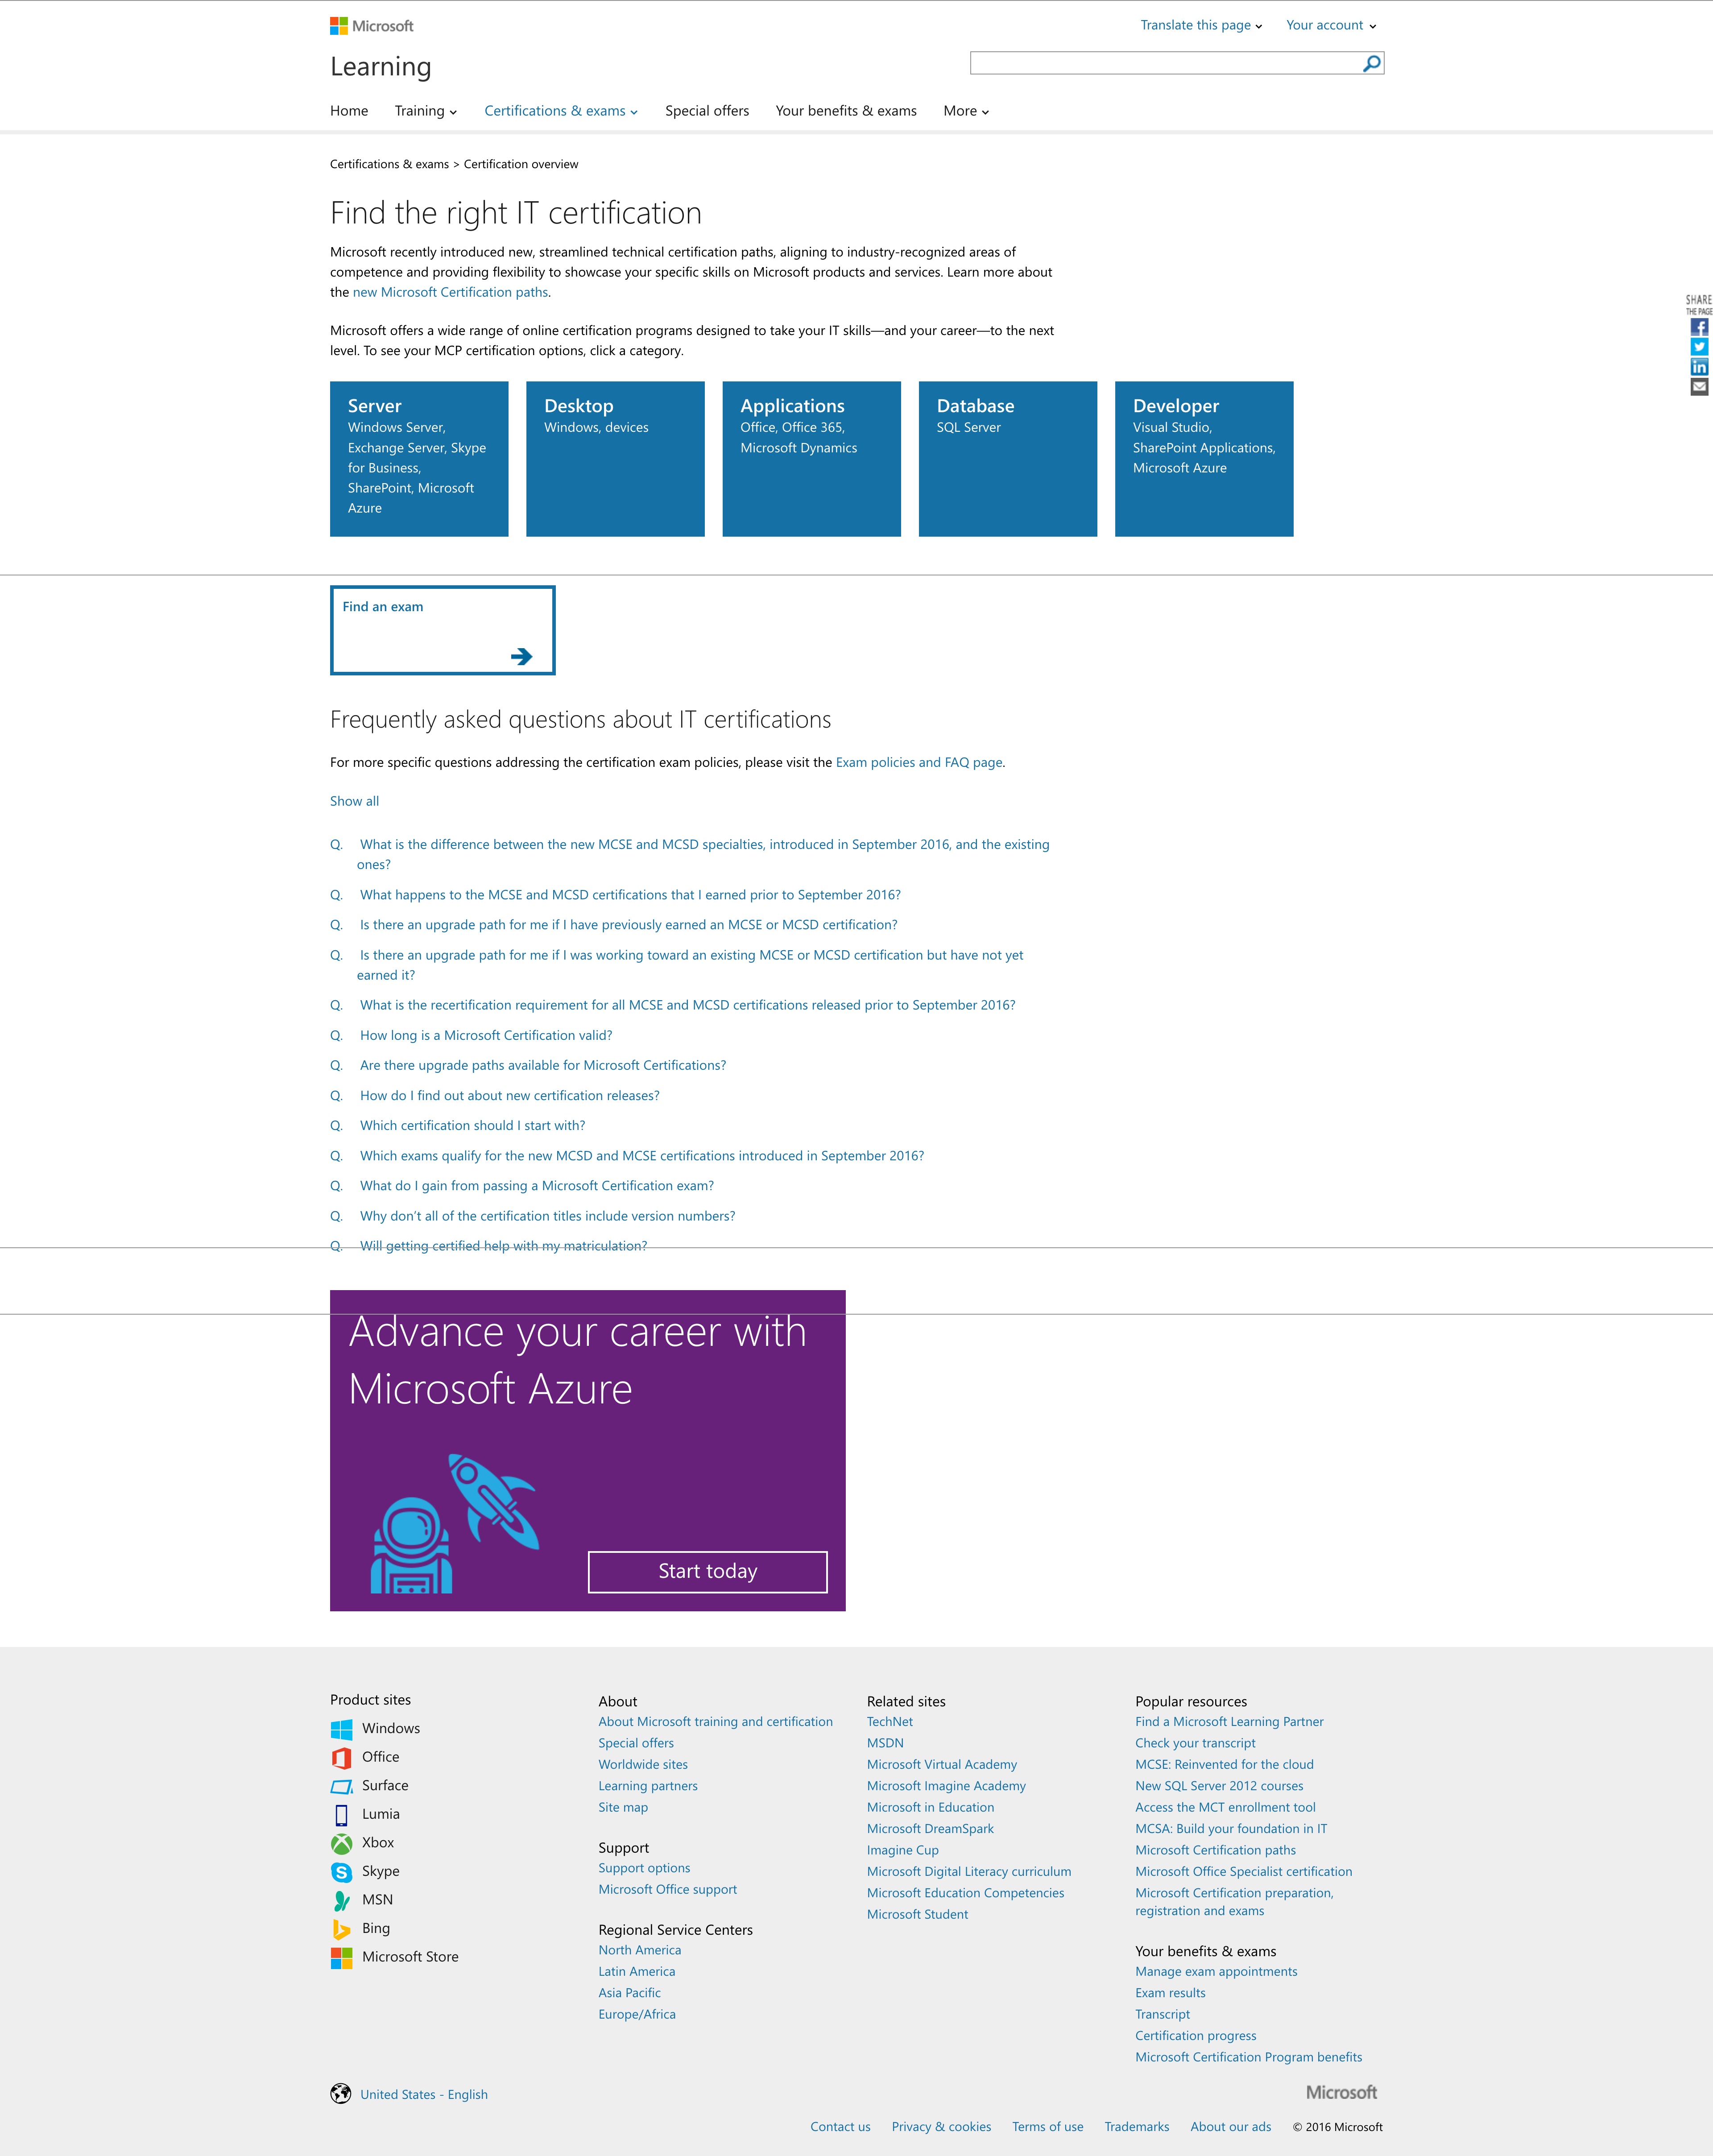 Microsoft
Translate this page
Your account
Learning
Home
Training
Certifications & exams
Special offers
Your benefits & exams
More
Certifications & exams > Certification overview
Find the right IT certification
Microsoft recently introduced new, streamlined technical certification paths, aligning to industry-recognized areas of
competence and providing flexibility to showcase your specific skills on Microsoft products and services. Learn more about
the new Microsoft Certification paths.
SHARE
THE PAGE
Microsoft offers a wide range of online certification programs designed to take your IT skills—and your career—to the next
level. To see your MCP certification options, click a category.
Server
Windows Server,
Exchange Server, Skype
for Business,
SharePoint, Microsoft
Azure
Desktop
Windows, devices
Applications
Office, Office 365,
Microsoft Dynamics
Database
SQL Server
Developer
Visual Studio,
SharePoint Applications,
Microsoft Azure
Find an exam
Frequently asked questions about IT certifications
For more specific questions addressing the certification exam policies, please visit the Exam policies and FAQ page.
Show all
Q. What is the difference between the new MCSE and MCSD specialties, introduced in September 2016, and the existing
ones?
Q. What happens to the MCSE and MCSD certifications that I earned prior to September 2016?
Q. Is there an upgrade path for me if I have previously earned an MCSE or MCSD certification?
Q. Is there an upgrade path for me if I was working toward an existing MCSE or MCSD certification but have not yet
earned it?
Q. What is the recertification requirement for all MCSE and MCSD certifications released prior to September 2016?
Q. How long is a Microsoft Certification valid?
Q. Are there upgrade paths available for Microsoft Certifications?
Q. How do I find out about new certification releases?
Q. Which certification should I start with?
Q. Which exams qualify for the new MCSD and MCSE certifications introduced in September 2016?
Q. What do I gain from passing a Microsoft Certification exam?
Q. Why don't all of the certification titles include version numbers?
Q. Will getting certified help with my matriculation?
Advance your career with
Microsoft Azure
Start today
Product sites
Windows
Office
Surface
Lumia
Xbox
Skype
MSN
Bing
Microsoft Store
About
About Microsoft training and certification
Special offers
Worldwide sites
Learning partners
Site map
Support
Support options
Microsoft Office support
Regional Service Centers
North America
Latin America
Asia Pacific
Europe/Africa
Related sites
TechNet
MSDN
Microsoft Virtual Academy
Microsoft Imagine Academy
Microsoft in Education
Microsoft DreamSpark
Imagine Cup
Microsoft Digital Literacy curriculum
Microsoft Education Competencies
Microsoft Student
Popular resources
Find a Microsoft Learning Partner
Check your transcript
MCSE: Reinvented for the cloud
New SQL Server 2012 courses
Access the MCT enrollment tool
MCSA: Build your foundation in IT
Microsoft Certification paths
Microsoft Office Specialist certification
Microsoft Certification preparation,
registration and exams
Your benefits & exams
Manage exam appointments
Exam results
Transcript
Certification progress
Microsoft Certification Program benefits
United States - English
Microsoft
Contact us
Privacy & cookies
Terms of use
Trademarks
About our ads
© 2016 Microsoft